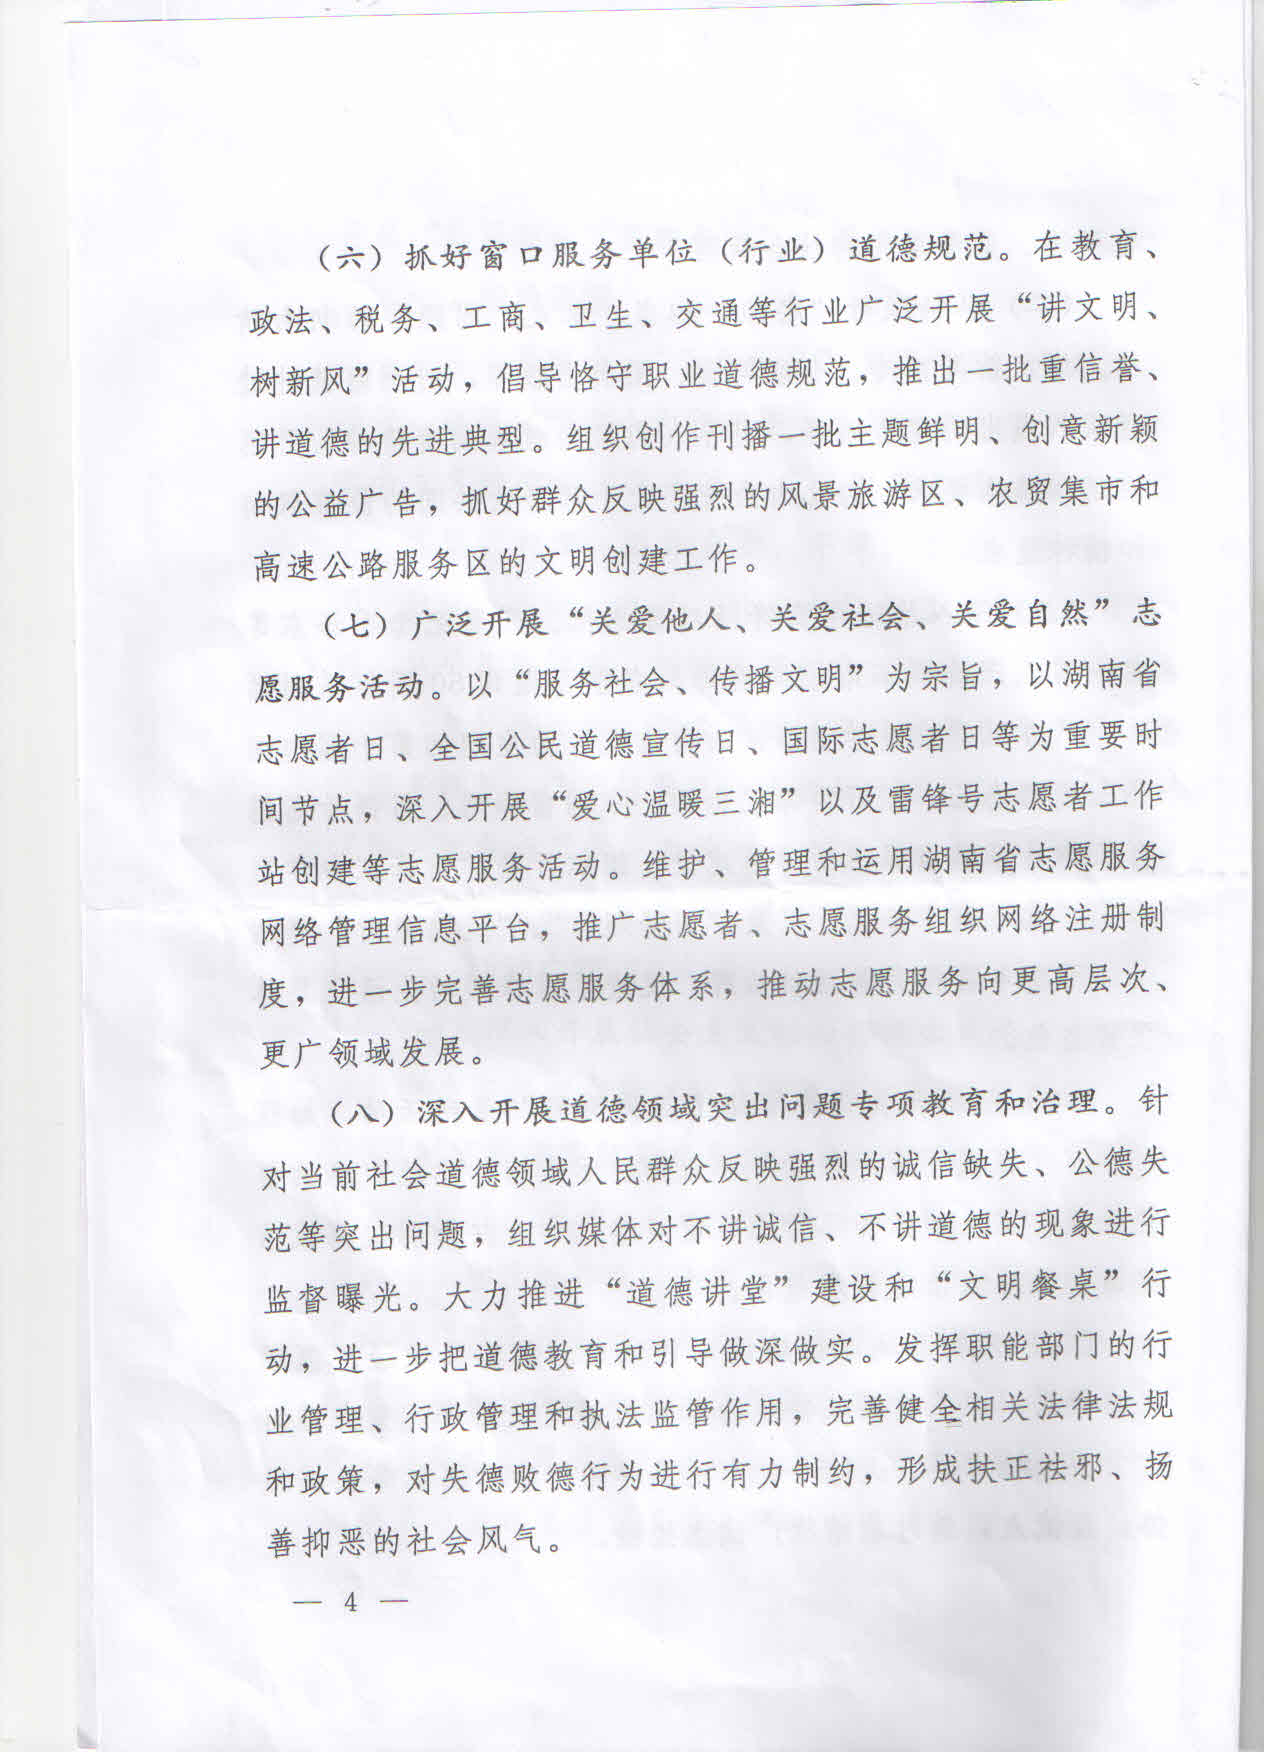 （六）抓好窗口服务单位（行业）道德规范。在教育、
政法、税务、工商、卫生、交通等行业广泛开展“讲文明、
树新风”活动，倡导恪守职业道德规范，推出一批重信誉、
讲道德的先进典型。组织创作刊播一批主题鲜明、创意新颖
的公益广告，抓好群众反映强烈的风景旅游区、农贸集市和
高速公路服务区的文明创建工作。
（七）广泛开展“关爱他人、关爱社会、关爱自然”志
愿服务活动。以“服务社会、传播文明”为宗旨，以湖南省
志愿者日、全国公民道德宣传日、国际志愿者日等为重要时
间节点，深入开展“爱心温暖三湘”以及雷锋号志愿者工作
站创建等志愿服务活动。维护、管理和运用湖南省志愿服务
网络管理信息平台，推广志愿者、志愿服务组织网络注册制
度，进一步完善志愿服务体系，推动志愿服务向更高层次、
更广领域发展。
（八）深入开展道德领域突出问题专项教育和治理。针
对当前社会道德领域人民群众反映强烈的诚信缺失、公德失
范等突出问题，组织媒体对不讲诚信、不讲道德的现象进行
监督曝光。大力推进“道德讲堂”建设和“文明餐桌”行
动，进一步把道德教育和引导做深做实。发挥职能部门的行
业管理、行政管理和执法监管作用，完善健全相关法律法规
和政策，对失德败德行为进行有力制约，形成扶正祛邪、扬
善抑恶的社会风气。
— 4 —